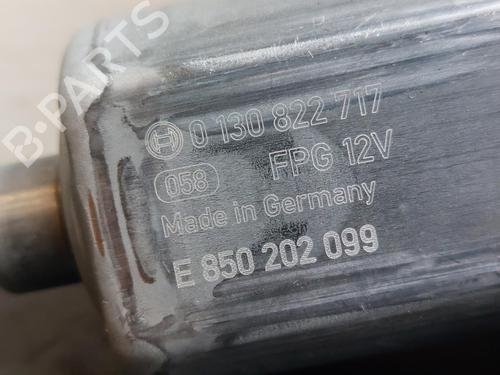 B-PARTS
0 130 822 717
058 FPG 12V
Made in Germany
E 850 202 099